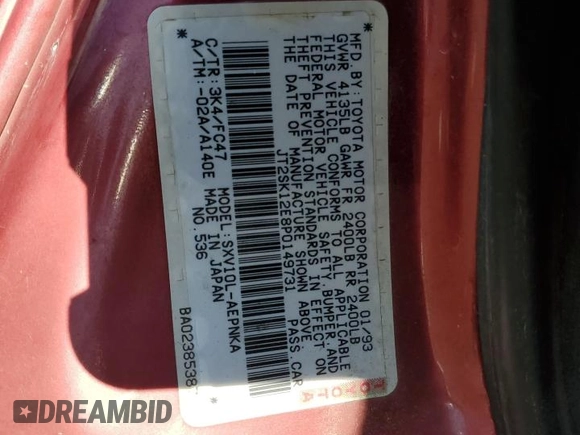 MFD. BY: TOYOTA MOTOR CORPORATION 01/93
GVWR 4135LB GAWR FR 2400LB RR 2400LB
THIS VEHICLE CONFORMS TO ALL APPLICABLE
FEDERAL MOTOR VEHICLE SAFETY, BUMPER, AND
THEFT PREVENTION STANDARDS IN EFFECT ON
THE DATE OF MANUFACTURE SHOWN ABOVE.
JT2SK12E8P0149731 PASS. CAR
C/TR: 3K4/FC47 MODEL: SXV10L-AEPNKA
A/TM: -02A/A140E MADE IN JAPAN
NO. 536
BA0238538
TOYOTA
DREAMBID